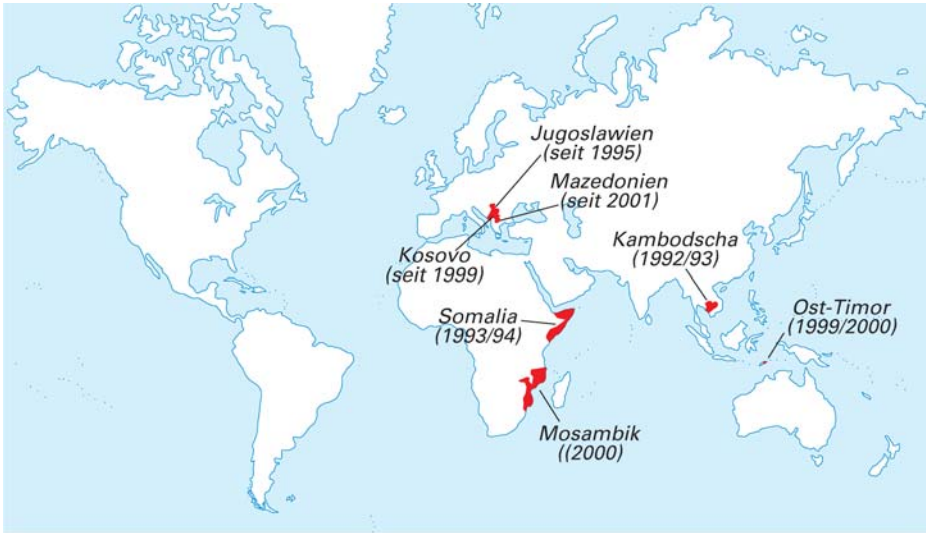 Jugoslawien
(seit 1995)
Mazedonien
(seit 2001)
Kosovo
(seit 1999)
Kambodscha
(1992/93)
Somalia
(1993/94)
Ost-Timor
(1999/2000)
Mosambik
((2000)